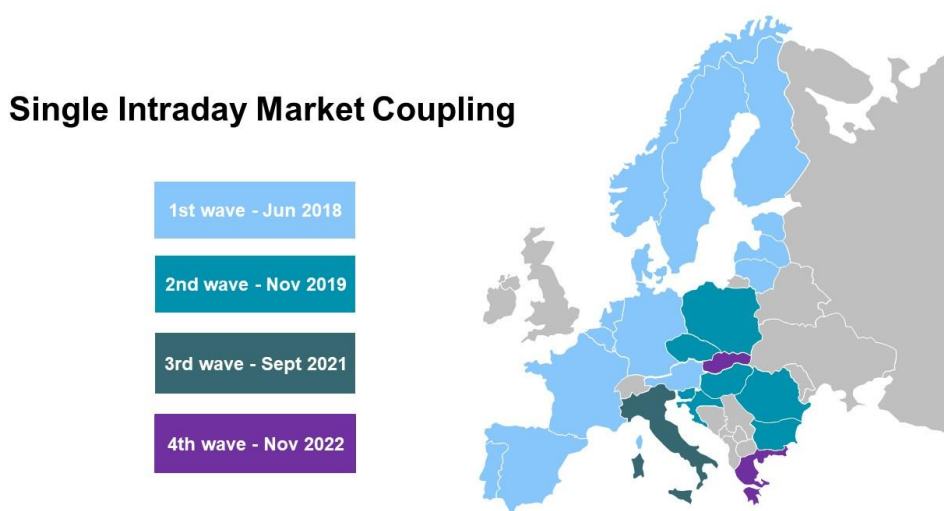 Single Intraday Market Coupling
1st wave - Jun 2018
2nd wave - Nov 2019
3rd wave - Sept 2021
4th wave - Nov 2022